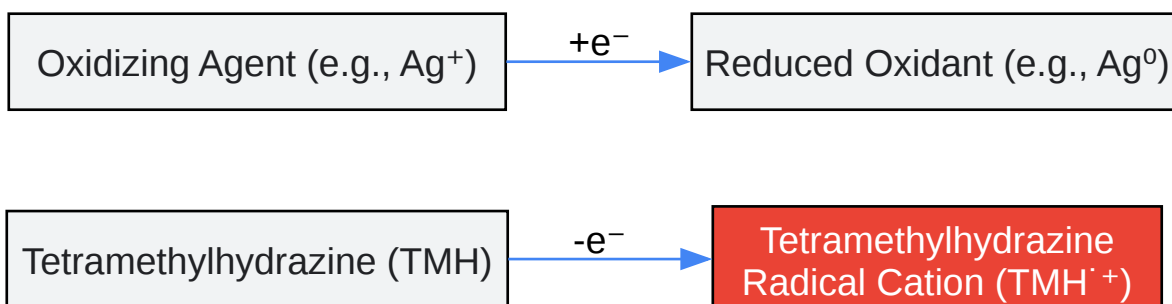 +e⁻
Oxidizing Agent (e.g., Ag⁺)
Reduced Oxidant (e.g., Ag⁰)
-e⁻
Tetramethylhydrazine (TMH)
Tetramethylhydrazine
Radical Cation (TMH˙⁺)